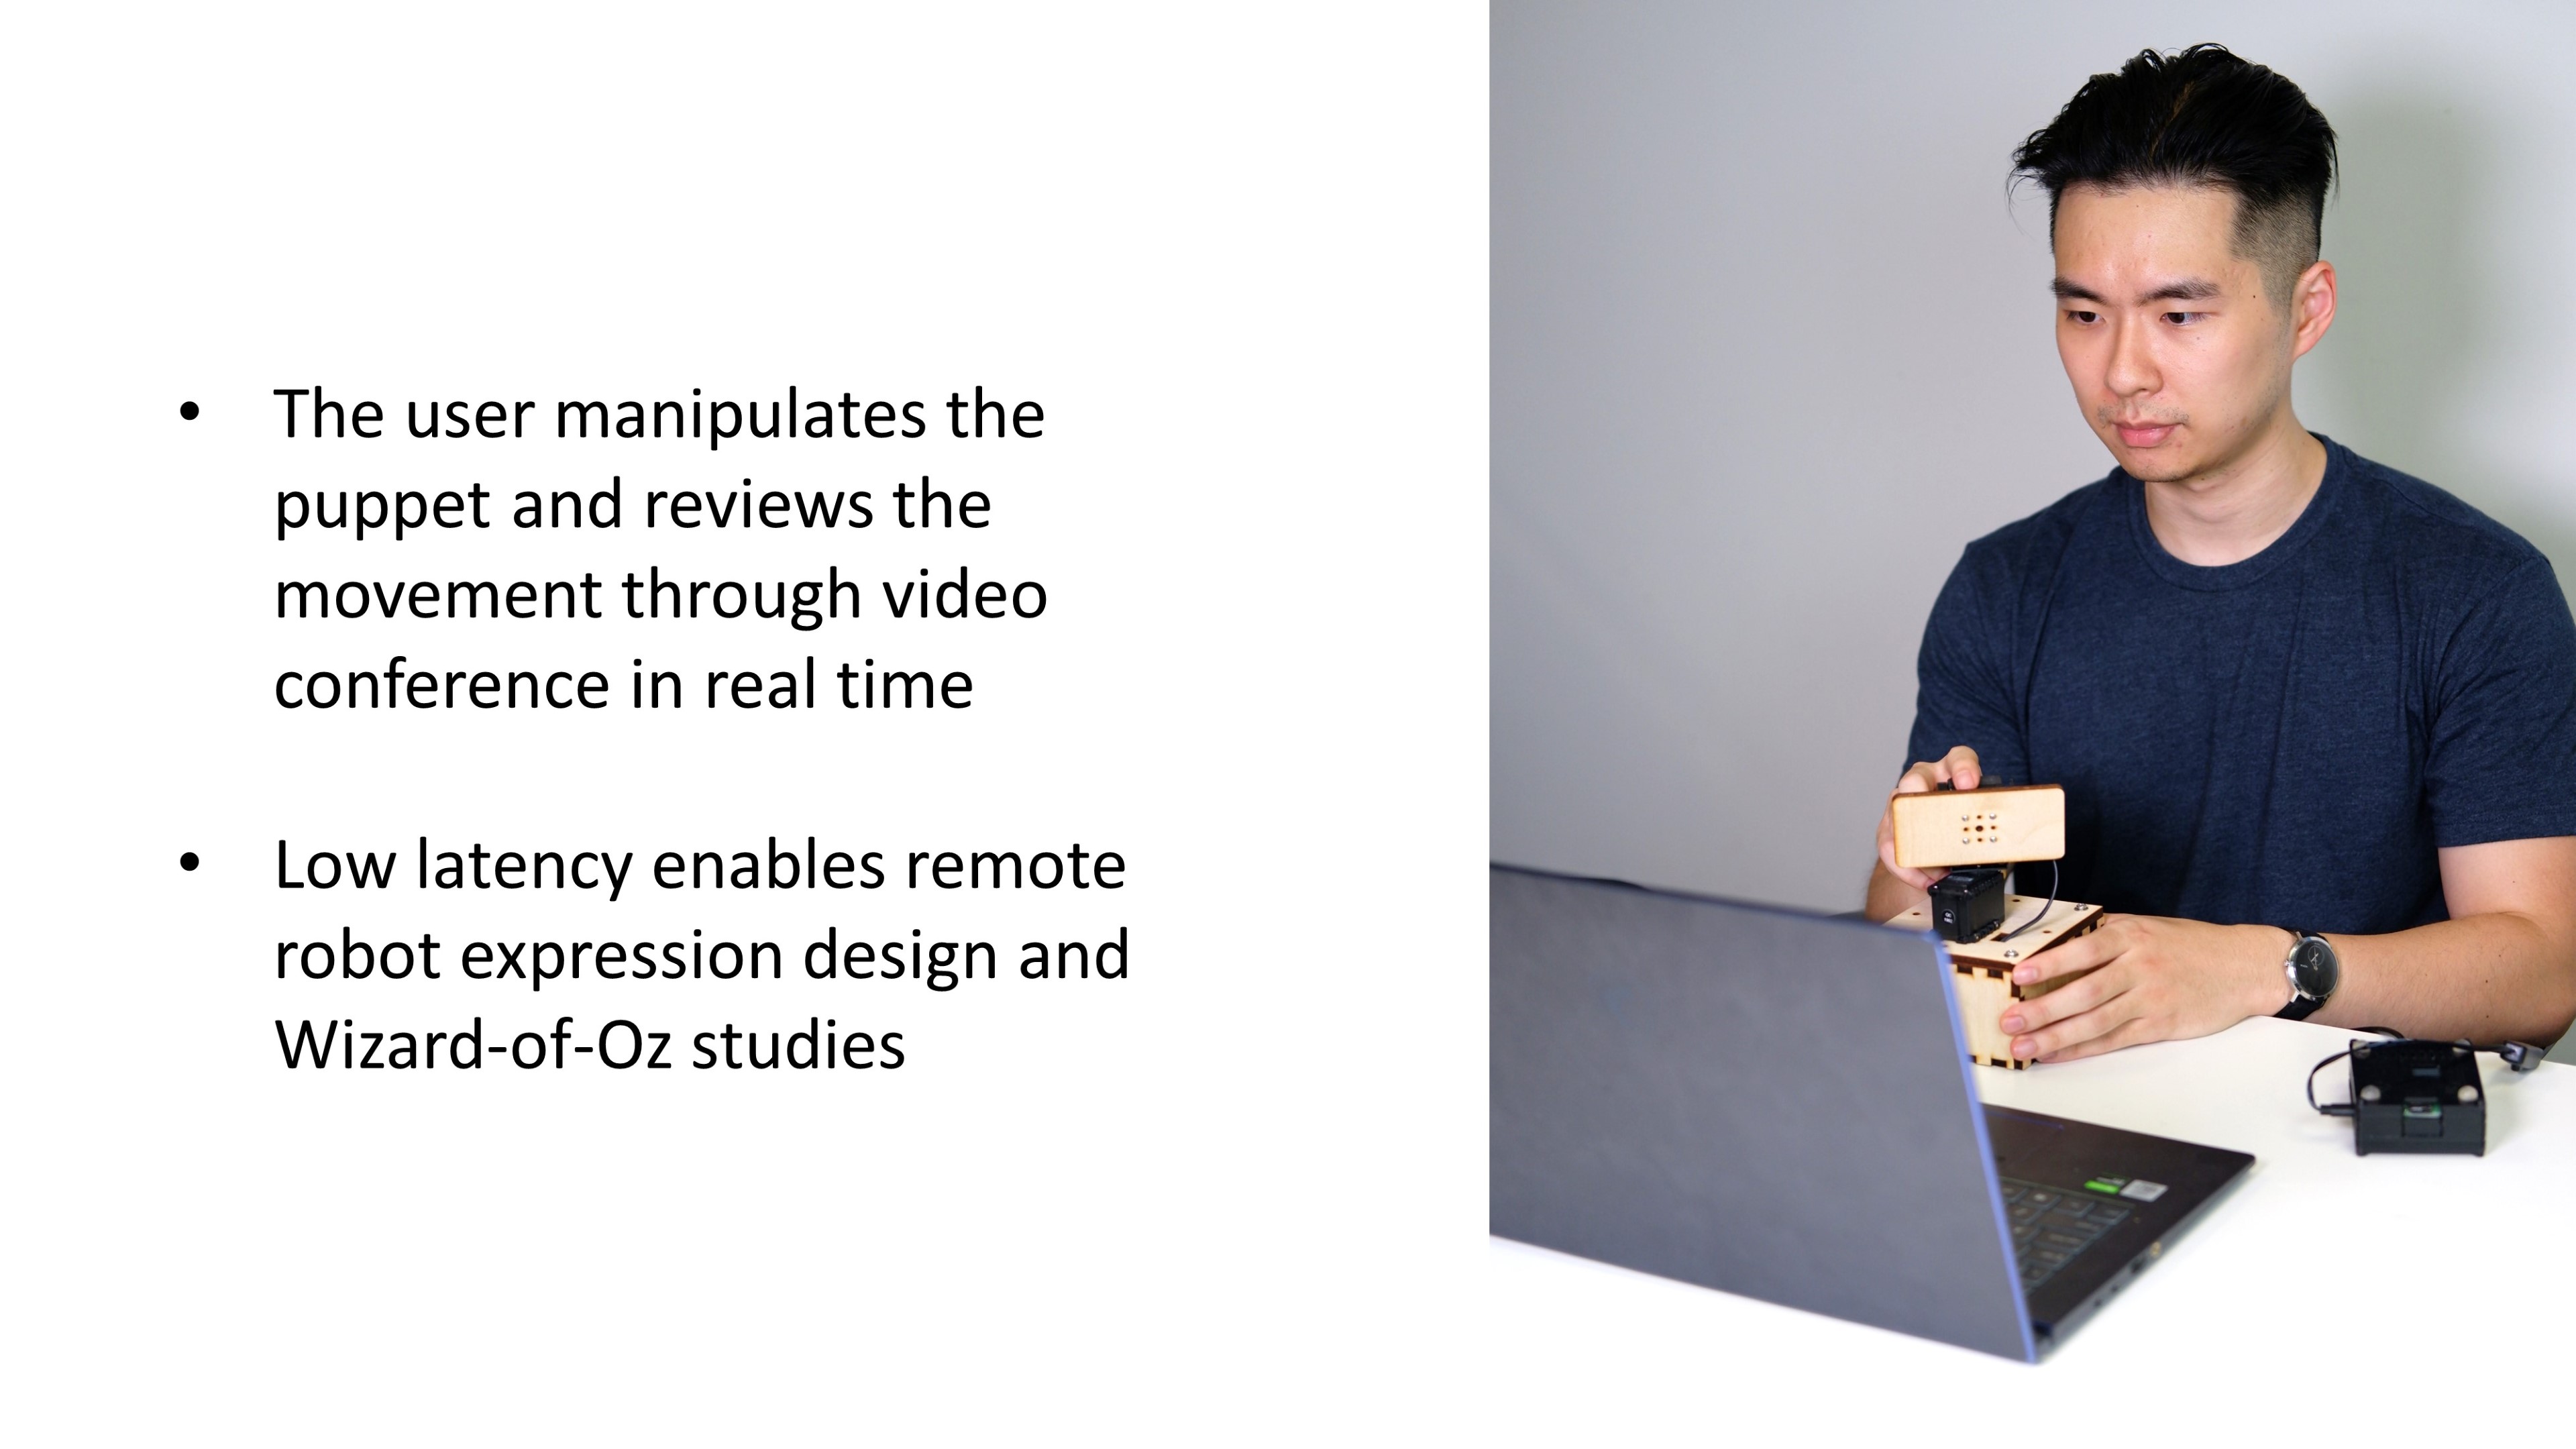 • The user manipulates the
puppet and reviews the
movement through video
conference in real time
• Low latency enables remote
robot expression design and
Wizard-of-Oz studies